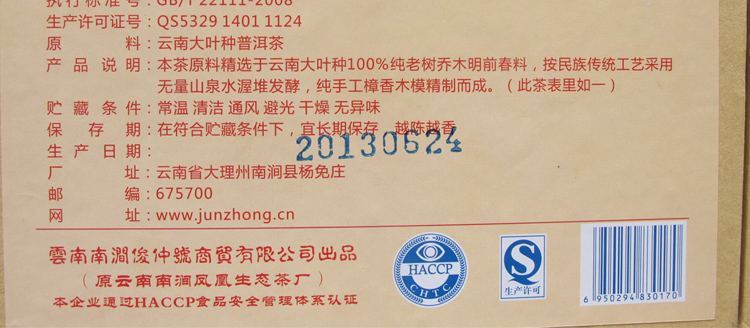 执行标准号：GB/T 22111-2008
生产许可证号：QS5329 1401 1124
原料：云南大叶种普洱茶
产品说明：本茶原料精选于云南大叶种100%纯老树乔木明前春料，按民族传统工艺采用
无量山泉水渥堆发酵，纯手工樟香木模精制而成。（此茶表里如一）
贮藏条件：常温 清洁 通风 避光 干燥 无异味
保存期：在符合贮藏条件下，宜长期保存，越陈越香
生产日期：
20130624
厂址：云南省大理州南涧县杨免庄
邮编：675700
网址：www.junzhong.cn
雲南南澗俊仲號商貿有限公司出品
（原云南南涧凤凰生态茶厂）
本企业通过HACCP食品安全管理体系认证
HACCP
CHTC
QS
生产许可
6 950294 830170